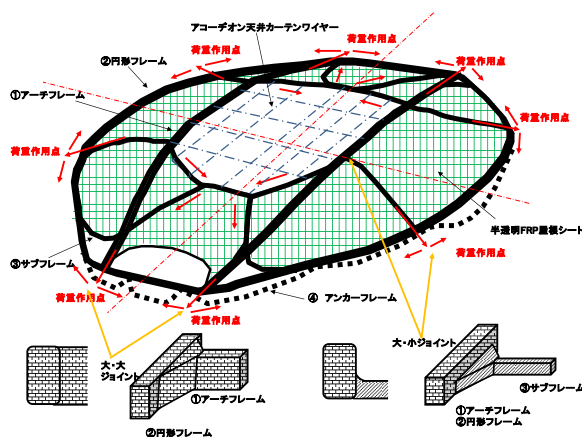 アコーデオン天井カーテンワイヤー
荷重作用点
荷重作用点
②円形フレーム
荷重作用点
荷重作用点
①アーチフレーム
荷重作用点
荷重作用点
半透明FRP屋根シート
③サブフレーム
荷重作用点
荷重作用点
④ アンカーフレーム
荷重作用点
大・大
ジョイント
大・小ジョイント
①アーチフレーム
②円形フレーム
③サブフレーム
①アーチフレーム
②円形フレーム